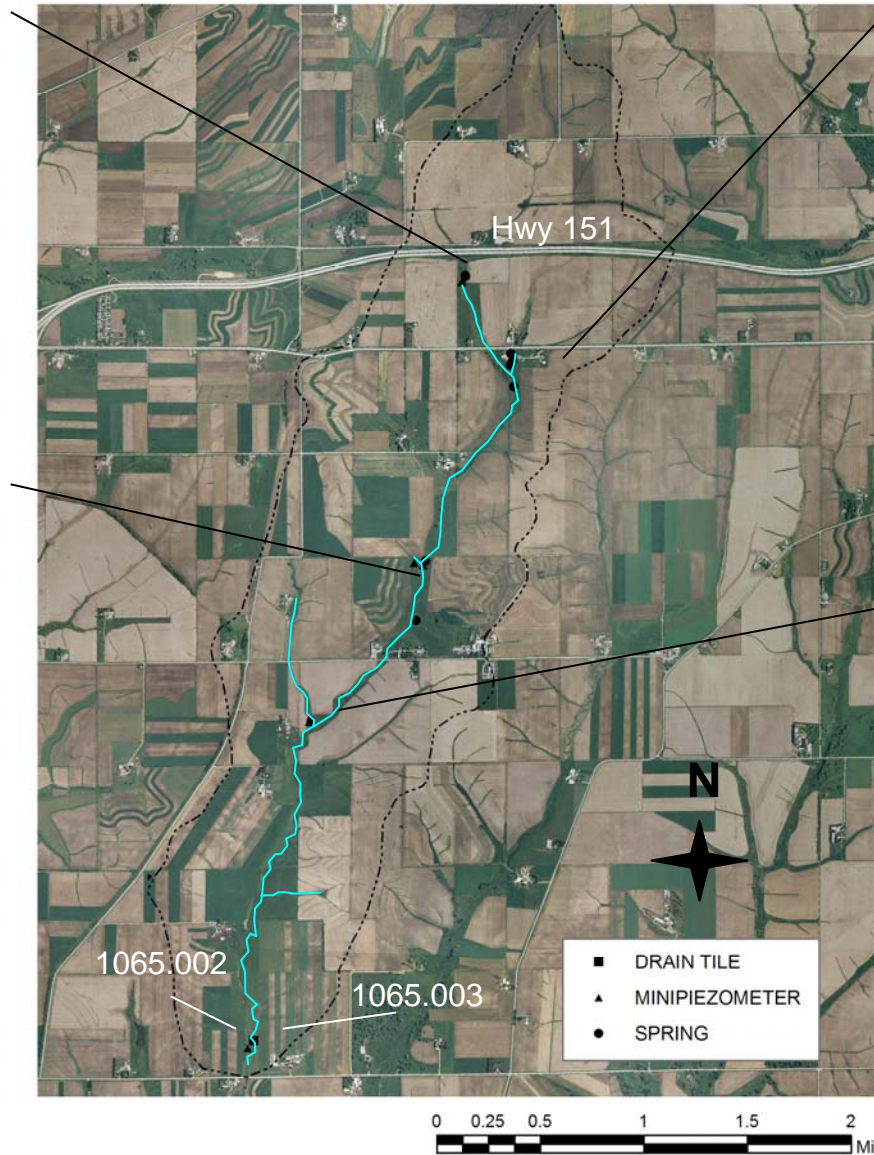 Hwy 151
N
1065.002
1065.003
DRAIN TILE
MINIPIEZOMETER
SPRING
0 0.25 0.5 1 1.5 2
Mi